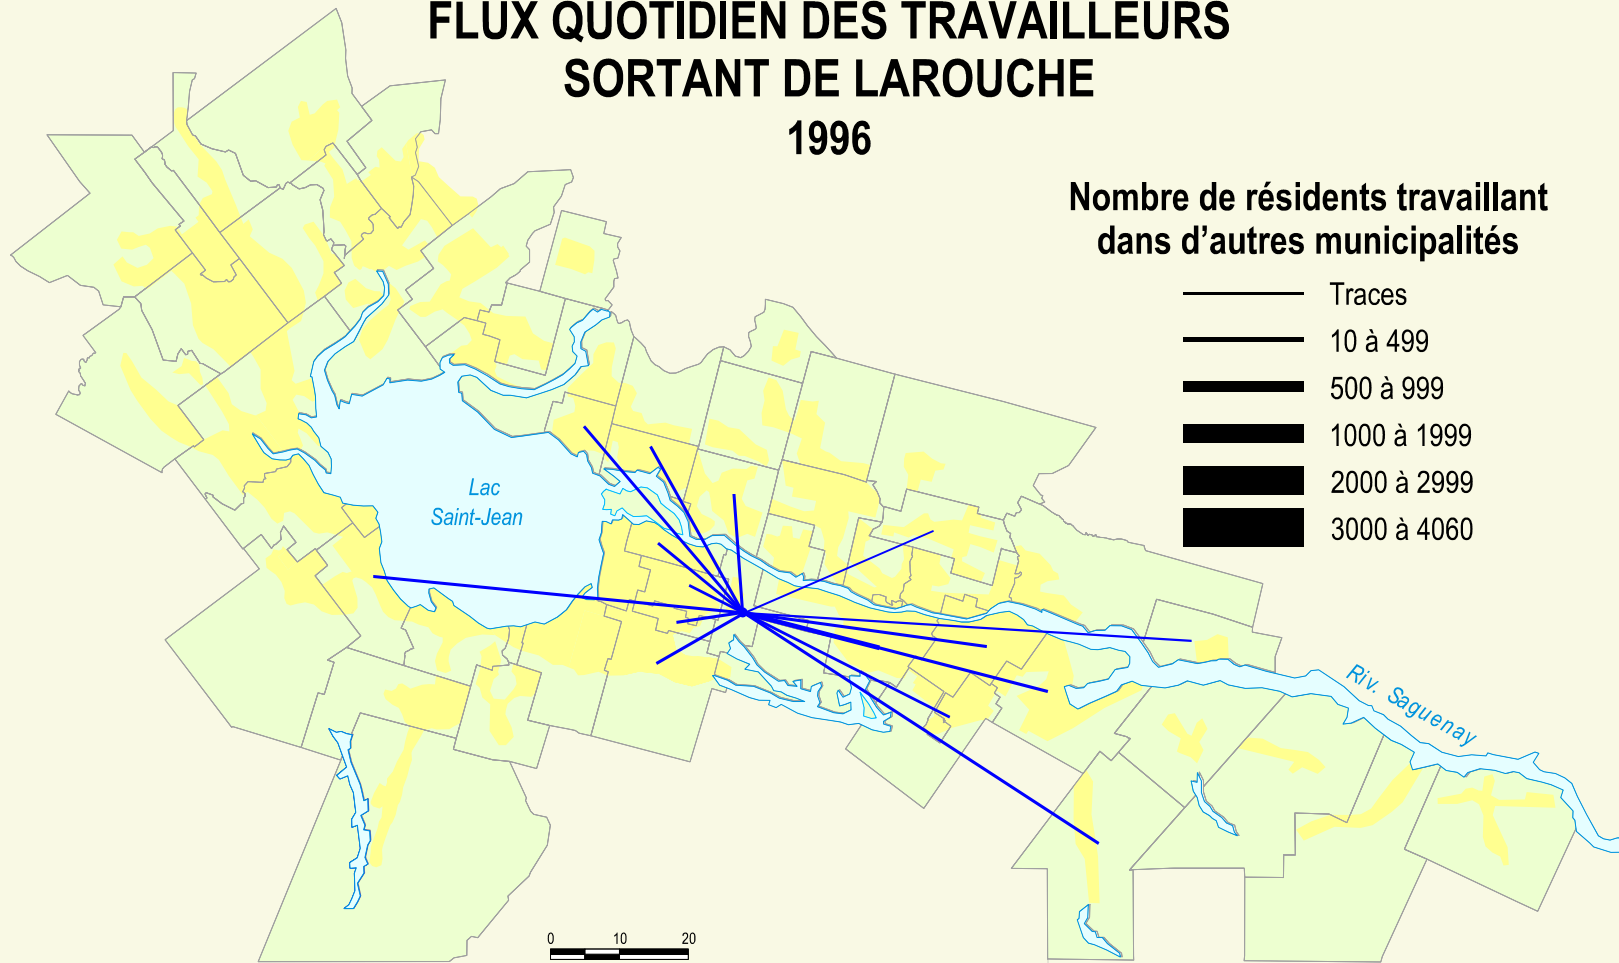 FLUX QUOTIDIEN DES TRAVAILLEURS
SORTANT DE LAROUCHE
1996
Nombre de résidents travaillant
dans d’autres municipalités
Traces
10 à 499
500 à 999
1000 à 1999
2000 à 2999
3000 à 4060
Lac
Saint-Jean
Riv. Saguenay
0 10 20